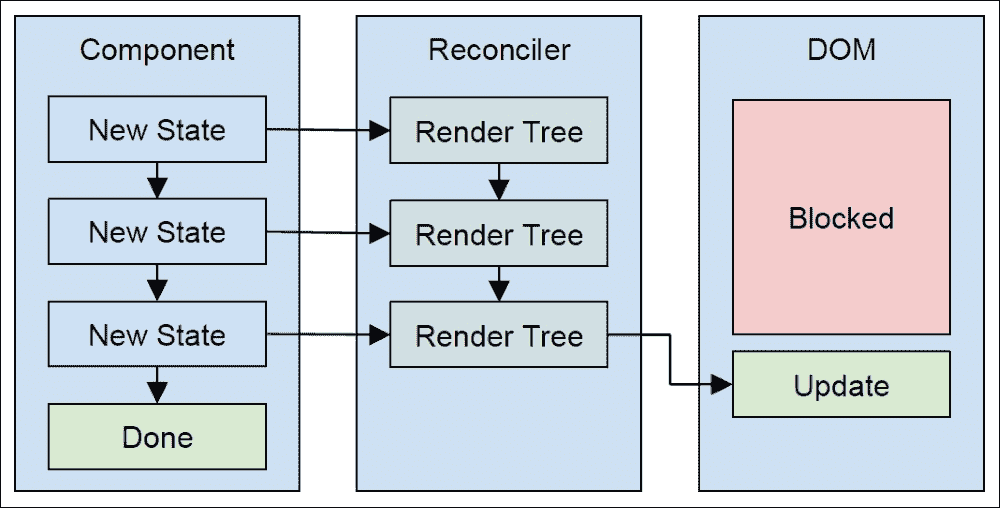 Component
New State
New State
New State
Done
Reconciler
Render Tree
Render Tree
Render Tree
DOM
Blocked
Update